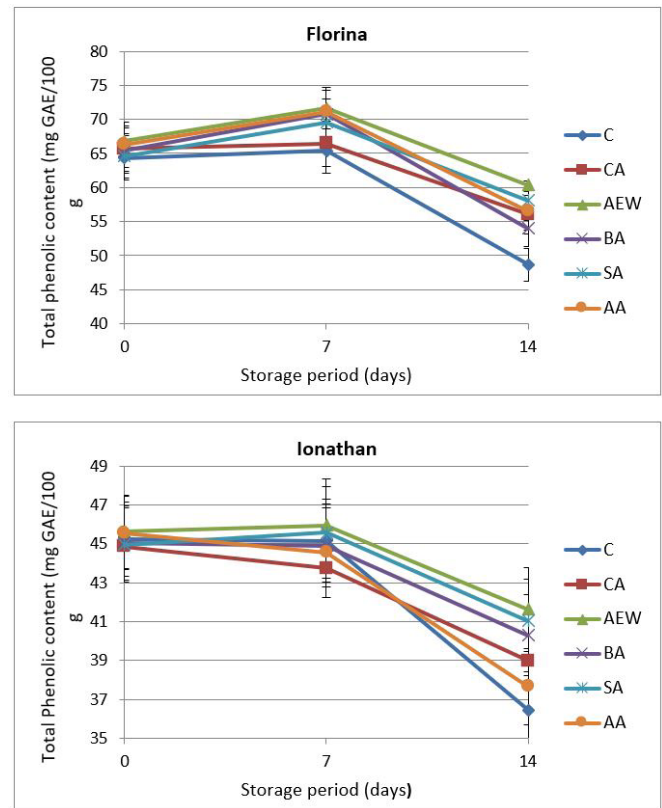 Florina
Total phenolic content (mg GAE/100
g
80
75
70
65
60
55
50
45
40
0
7
14
Storage period (days)
C
CA
AEW
BA
SA
AA
Ionathan
Total Phenolic content (mg GAE/100
g
49
47
45
43
41
39
37
35
0
7
14
Storage period (days)
C
CA
AEW
BA
SA
AA